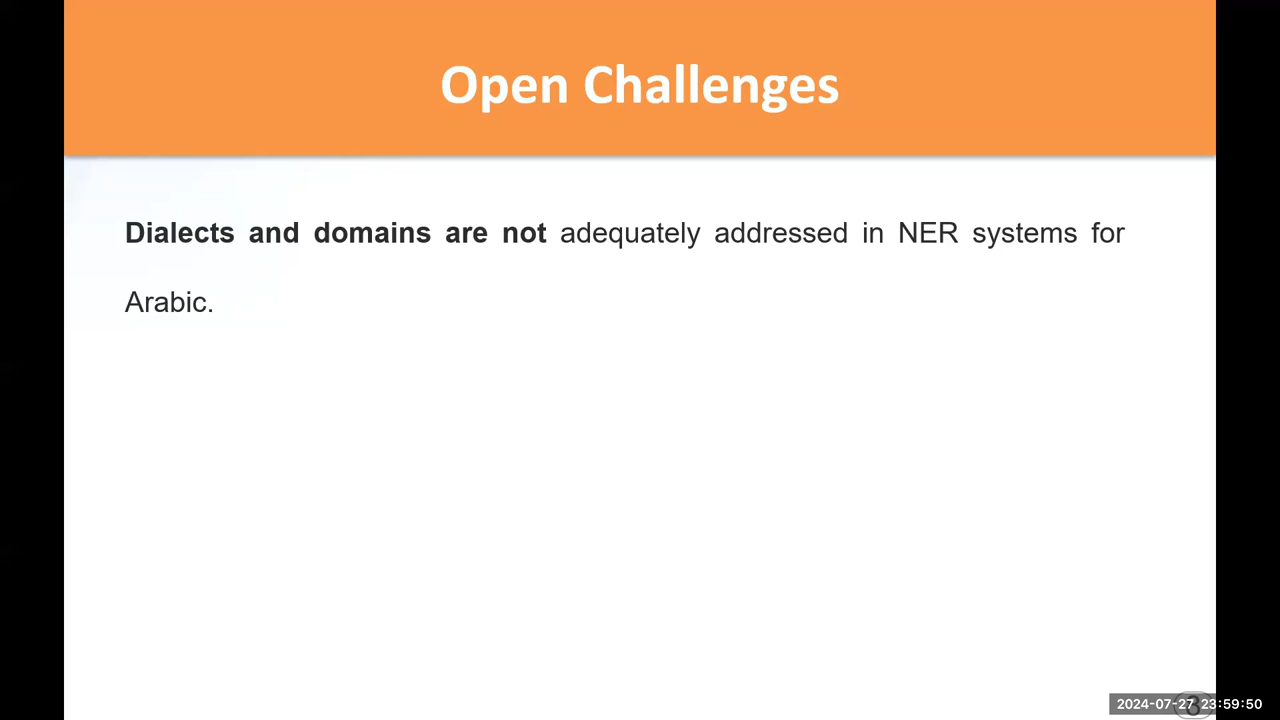 Open Challenges
Dialects and domains are not adequately addressed in NER systems for
Arabic.
2024-07-27 23:59:50